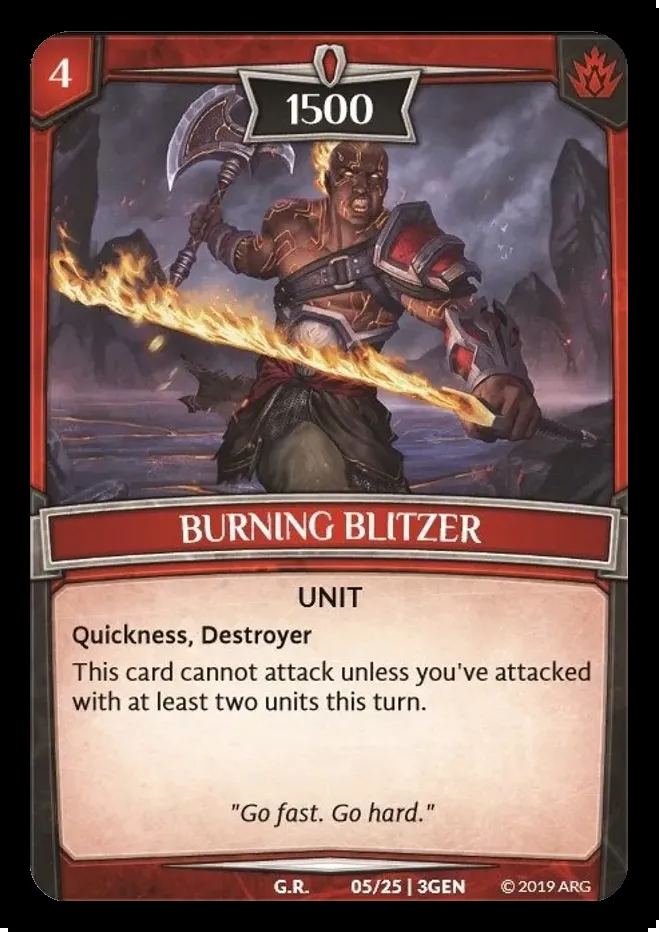 4
1500
BURNING BLITZER
UNIT
Quickness, Destroyer
This card cannot attack unless you've attacked
with at least two units this turn.
"Go fast. Go hard."
G.R. 05/25 | 3GEN © 2019 ARG